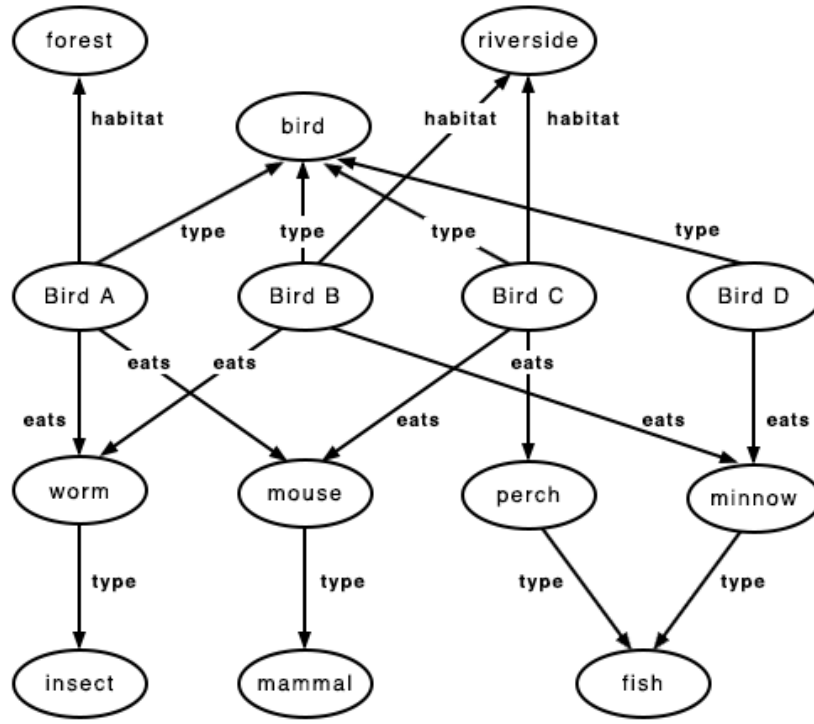 forest
riverside
bird
habitat
habitat
habitat
type
type
type
type
Bird A
Bird B
Bird C
Bird D
eats
eats
eats
eats
eats
eats
eats
worm
mouse
perch
minnow
type
type
type
type
insect
mammal
fish